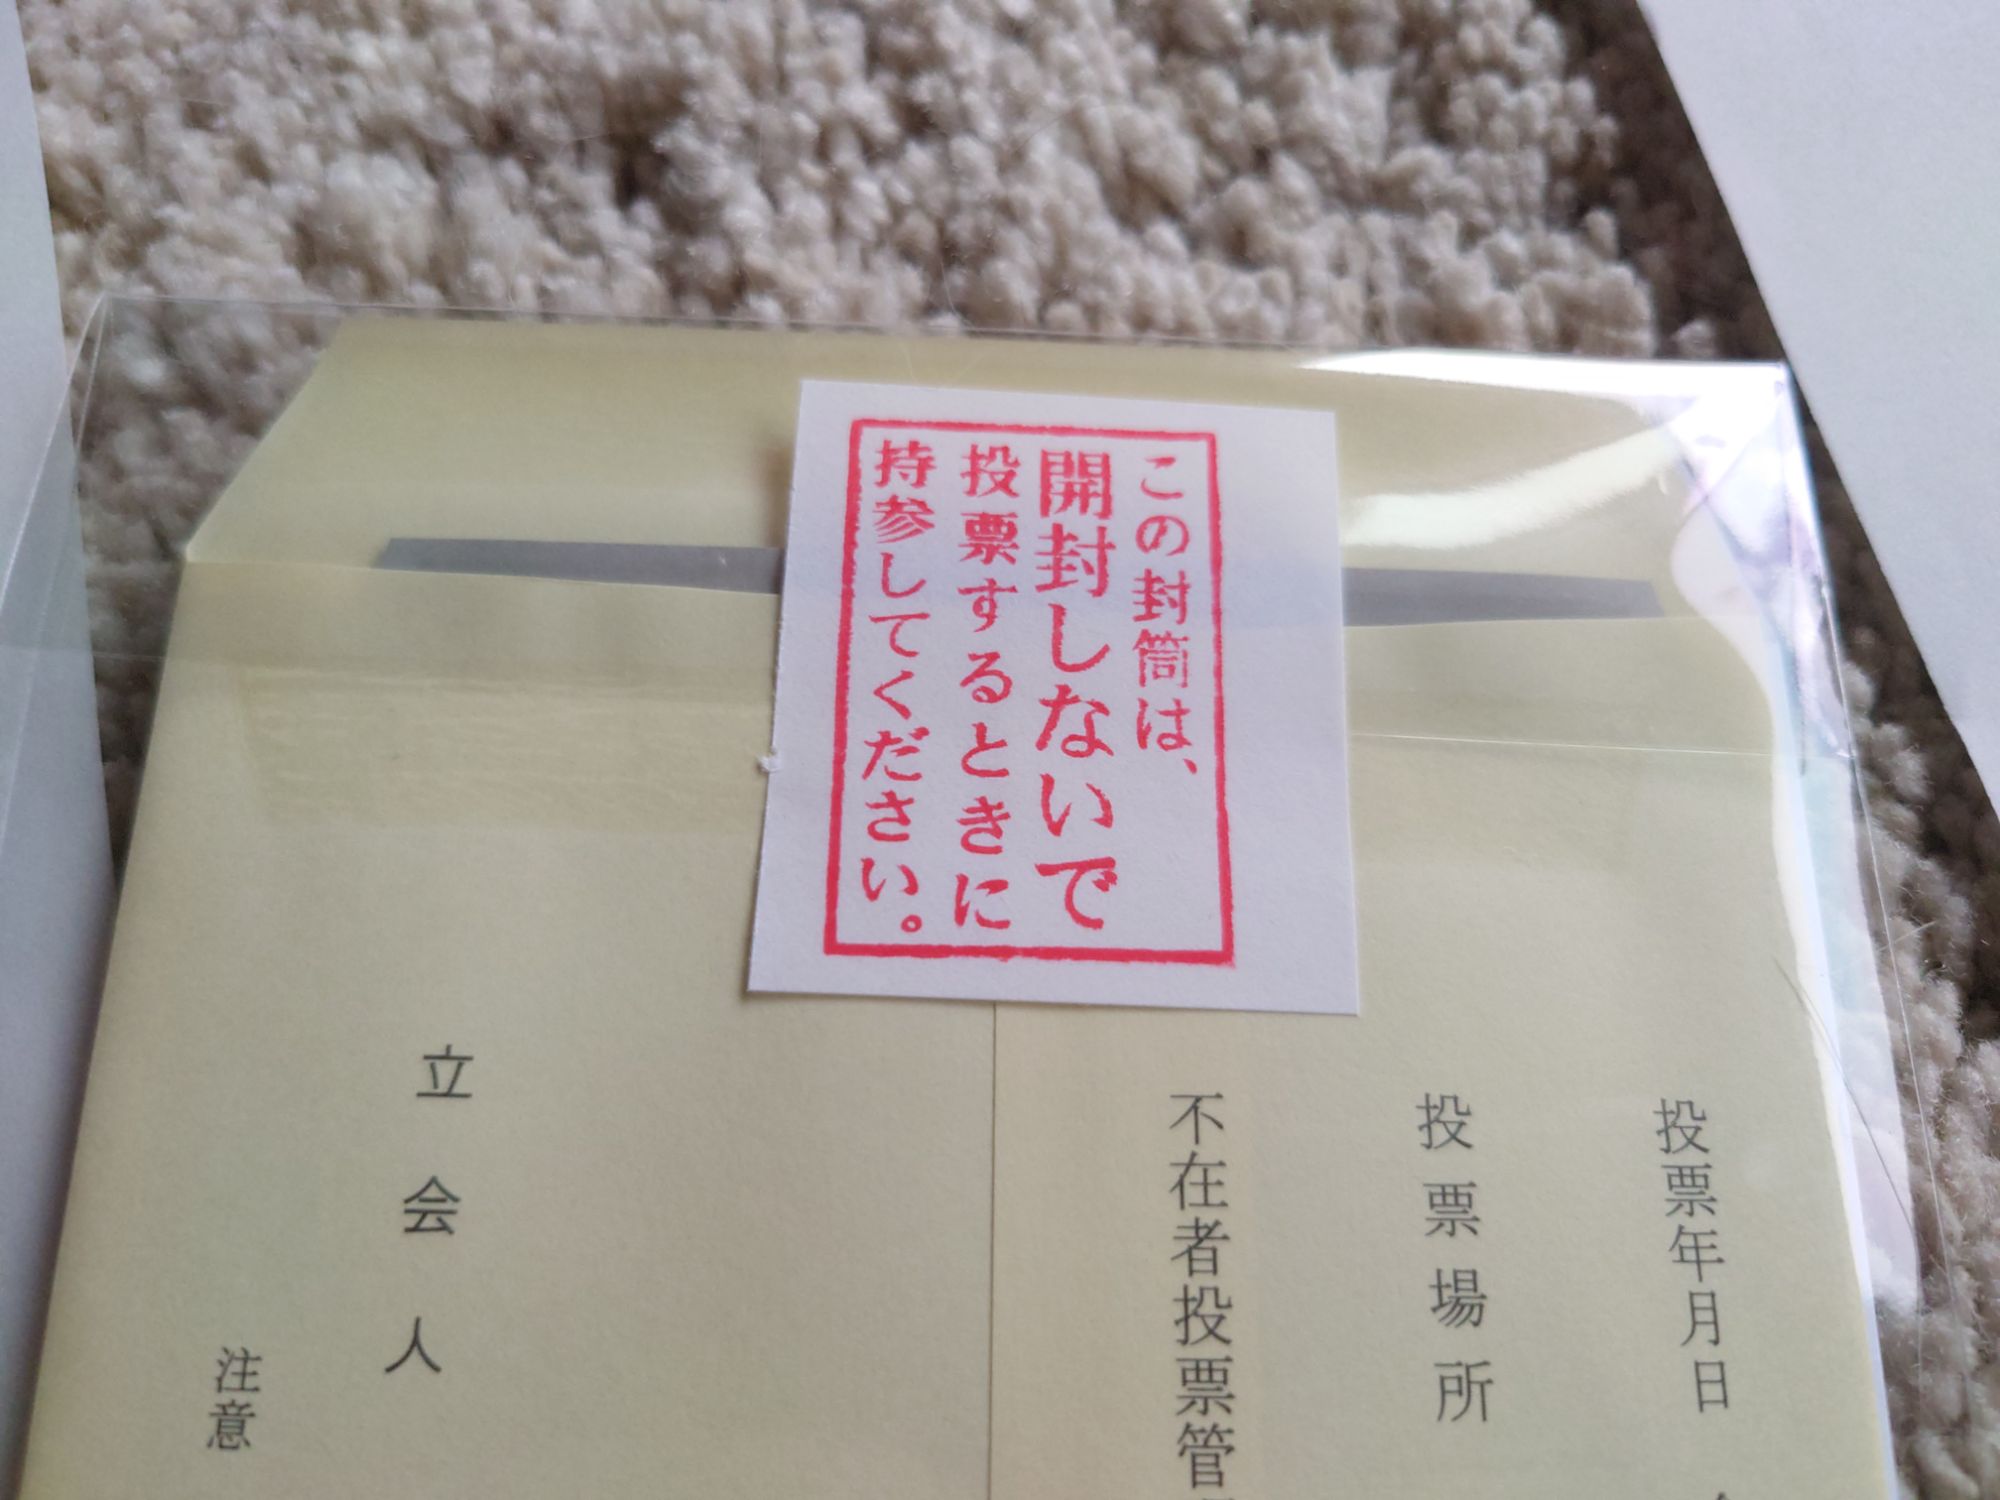 この封筒は、
開封しないで
投票するときに
持参してください。
投票年月日
投票場所
不在者投票管
立会人
注意